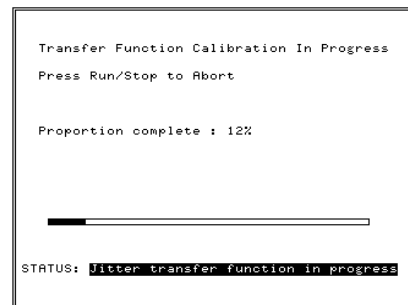 Transfer Function Calibration In Progress
Press Run/Stop to Abort
Proportion complete : 12%
STATUS: Jitter transfer function in progress